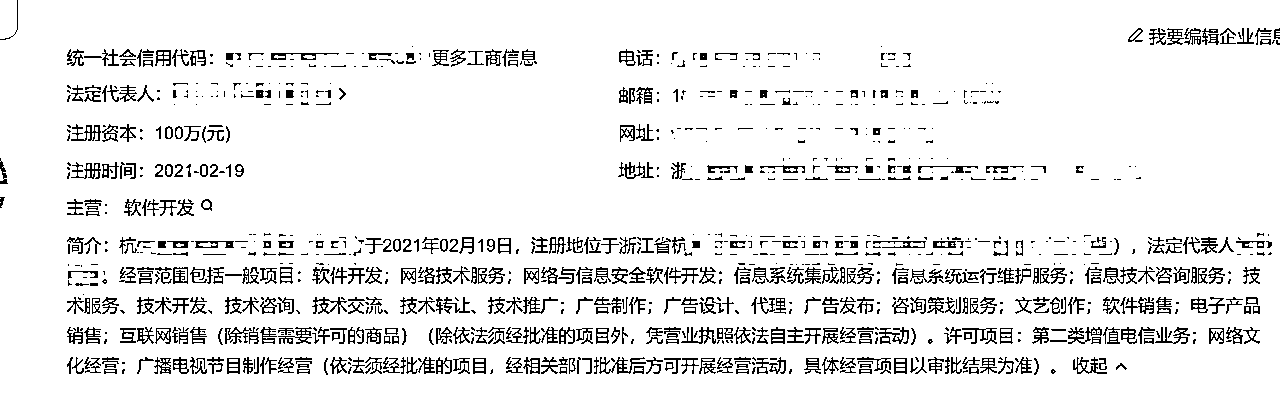 我要编辑企业信息
统一社会信用代码： 更多工商信息
电话：
法定代表人：
邮箱：1
注册资本：100万(元)
网址：
注册时间：2021-02-19
地址：浙
主营： 软件开发
简介：杭 于2021年02月19日，注册地位于浙江省杭 ），法定代表人
。经营范围包括一般项目：软件开发；网络技术服务；网络与信息安全软件开发；信息系统集成服务；信息系统运行维护服务；信息技术咨询服务；技
术服务、技术开发、技术咨询、技术交流、技术转让、技术推广；广告制作；广告设计、代理；广告发布；咨询策划服务；文艺创作；软件销售；电子产品
销售；互联网销售（除销售需要许可的商品）（除依法须经批准的项目外，凭营业执照依法自主开展经营活动）。许可项目：第二类增值电信业务；网络文
化经营；广播电视节目制作经营（依法须经批准的项目，经相关部门批准后方可开展经营活动，具体经营项目以审批结果为准）。 收起